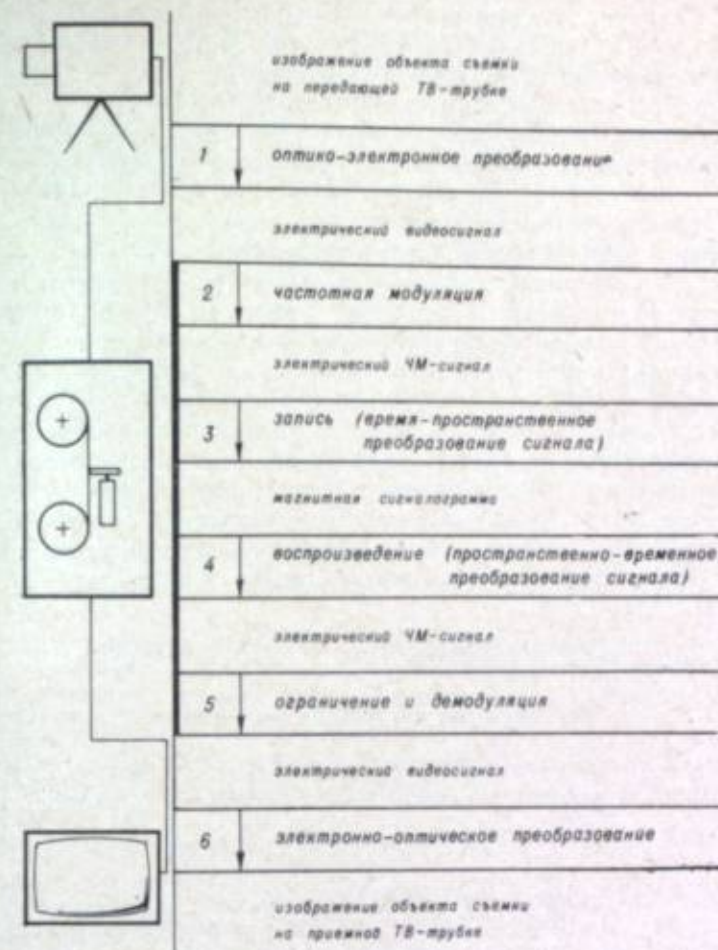 изображение объекта съемки
на передающей ТВ-трубке
1 оптико-электронное преобразование
электрический видеосигнал
2 частотная модуляция
электрический ЧМ-сигнал
3 запись (время-пространственное
преобразование сигнала)
магнитная сигналограмма
4 воспроизведение (пространственно-временное
преобразование сигнала)
электрический ЧМ-сигнал
5 ограничение и демодуляция
электрический видеосигнал
6 электронно-оптическое преобразование
изображение объекта съемки
на приемной ТВ-трубке